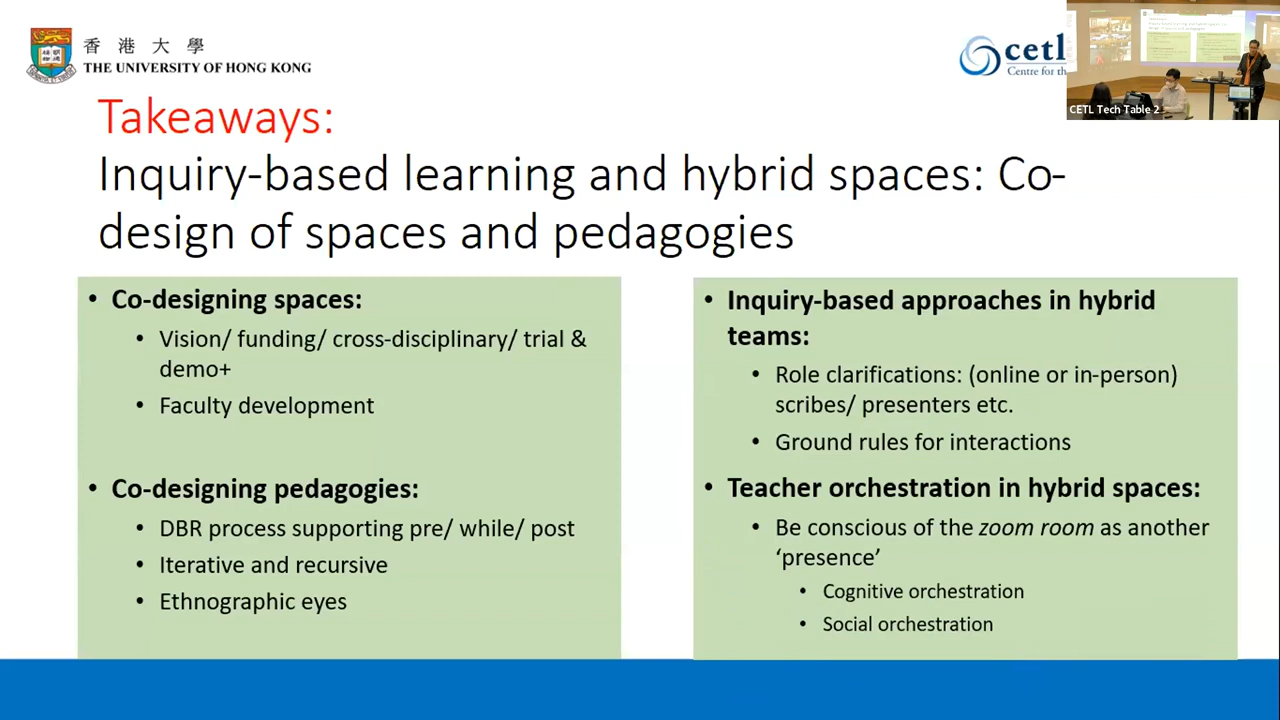 香港大學
THE UNIVERSITY OF HONG KONG
cetl
Centre for th
CETL Tech Table 2
Takeaways:
Inquiry-based learning and hybrid spaces: Co-
design of spaces and pedagogies
• Co-designing spaces:
• Vision/ funding/ cross-disciplinary/ trial &
demo+
• Faculty development
• Co-designing pedagogies:
• DBR process supporting pre/ while/ post
• Iterative and recursive
• Ethnographic eyes
• Inquiry-based approaches in hybrid
teams:
• Role clarifications: (online or in-person)
scribes/ presenters etc.
• Ground rules for interactions
• Teacher orchestration in hybrid spaces:
• Be conscious of the zoom room as another
‘presence’
• Cognitive orchestration
• Social orchestration